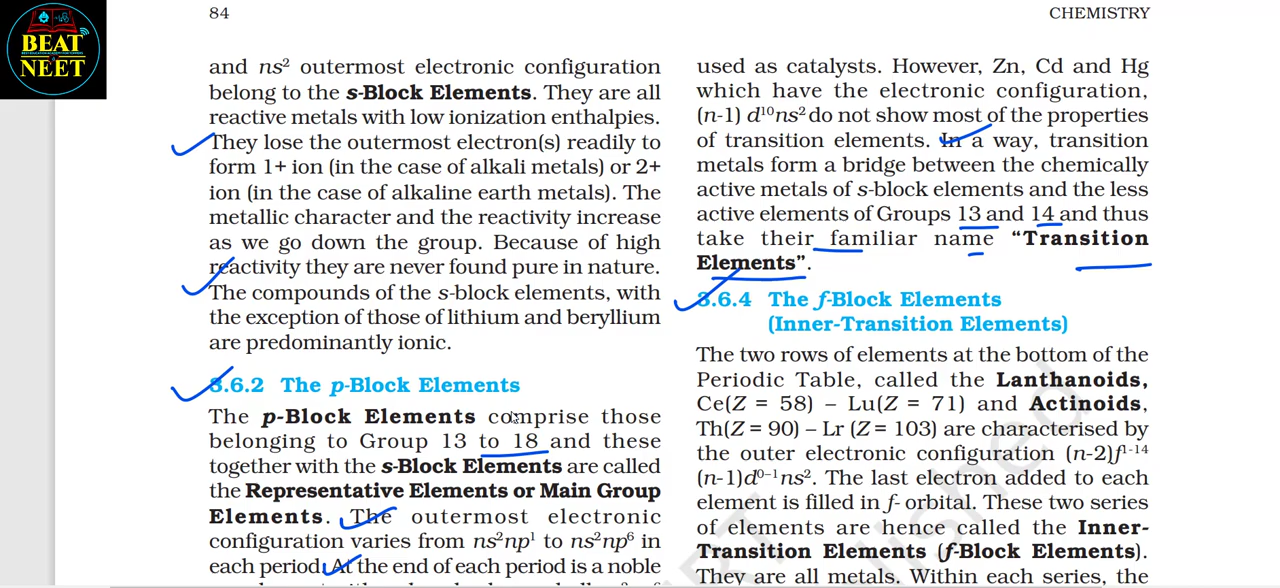 BEAT
NEET
84
CHEMISTRY
and ns² outermost electronic configuration
belong to the s-Block Elements. They are all
reactive metals with low ionization enthalpies.
They lose the outermost electron(s) readily to
form 1+ ion (in the case of alkali metals) or 2+
ion (in the case of alkaline earth metals). The
metallic character and the reactivity increase
as we go down the group. Because of high
reactivity they are never found pure in nature.
The compounds of the s-block elements, with
the exception of those of lithium and beryllium
are predominantly ionic.
3.6.2 The p-Block Elements
The p-Block Elements comprise those
belonging to Group 13 to 18 and these
together with the s-Block Elements are called
the Representative Elements or Main Group
Elements. The outermost electronic
configuration varies from ns²np¹ to ns²np⁶ in
each period. At the end of each period is a noble
used as catalysts. However, Zn, Cd and Hg
which have the electronic configuration,
(n-1) d¹⁰ns² do not show most of the properties
of transition elements. In a way, transition
metals form a bridge between the chemically
active metals of s-block elements and the less
active elements of Groups 13 and 14 and thus
take their familiar name “Transition
Elements”.
3.6.4 The f-Block Elements
(Inner-Transition Elements)
The two rows of elements at the bottom of the
Periodic Table, called the Lanthanoids,
Ce(Z = 58) – Lu(Z = 71) and Actinoids,
Th(Z = 90) – Lr (Z = 103) are characterised by
the outer electronic configuration (n-2)f¹⁻¹⁴
(n-1)d⁰⁻¹ns². The last electron added to each
element is filled in f- orbital. These two series
of elements are hence called the Inner-
Transition Elements (f-Block Elements).
They are all metals. Within each series, the